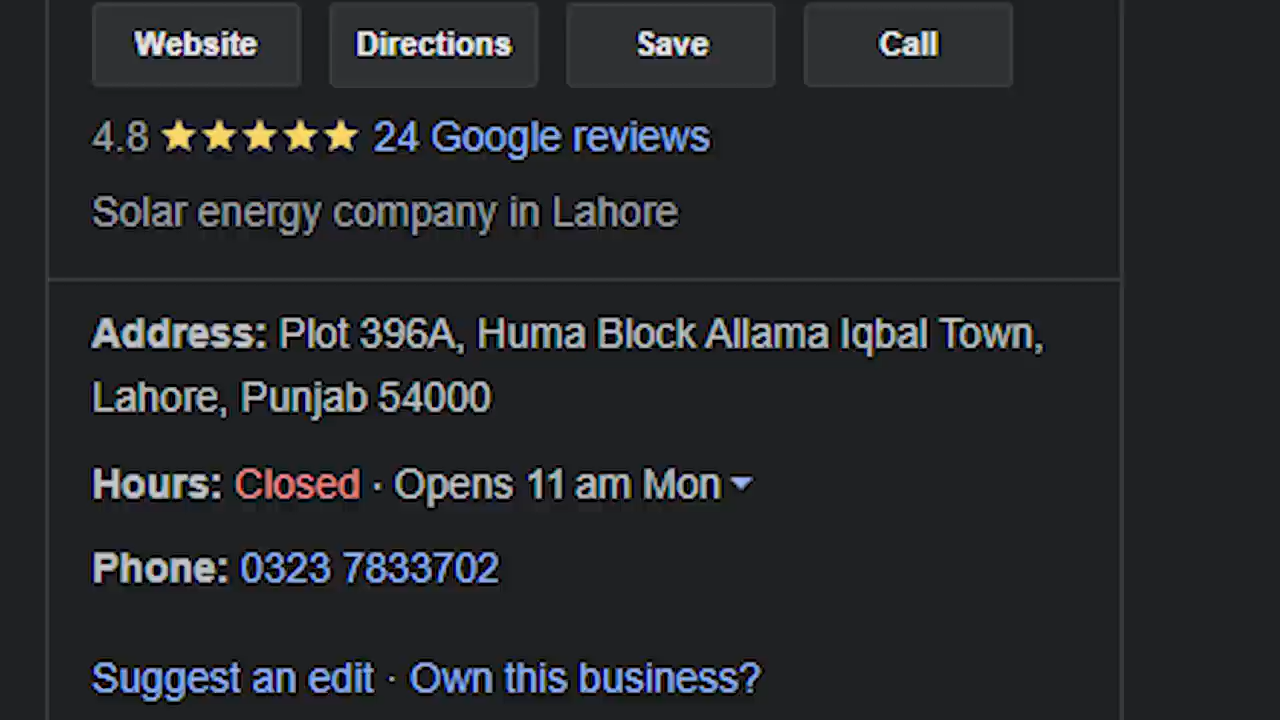 Website Directions Save Call
4.8 24 Google reviews
Solar energy company in Lahore
Address: Plot 396A, Huma Block Allama Iqbal Town,
Lahore, Punjab 54000
Hours: Closed · Opens 11 am Mon
Phone: 0323 7833702
Suggest an edit · Own this business?